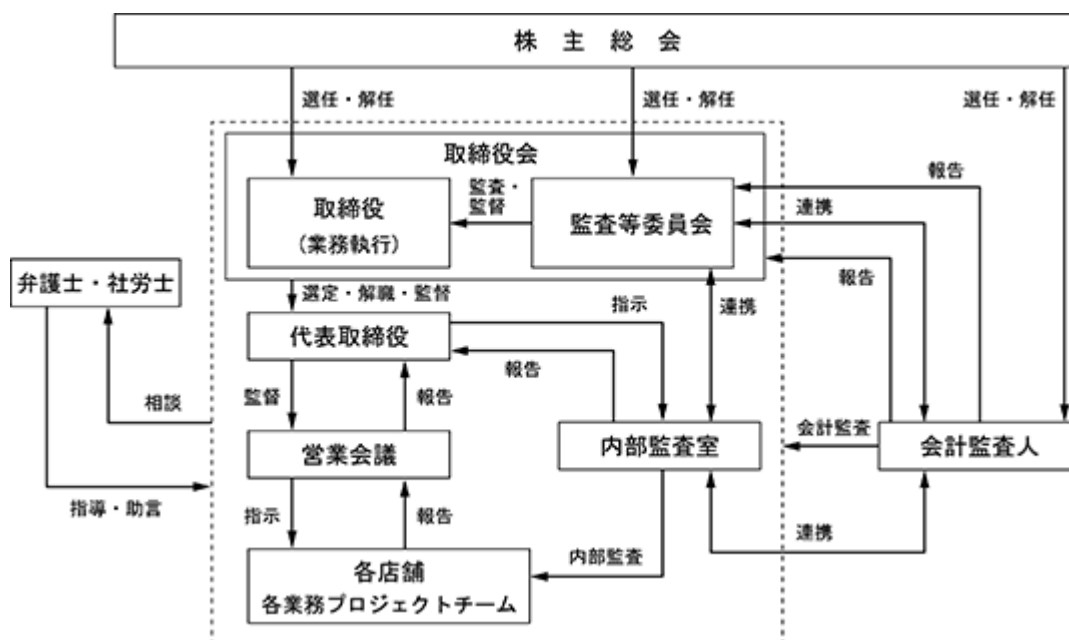 株主総会
選任・解任
選任・解任
選任・解任
取締役会
監査・
監督
報告
取締役
(業務執行)
監査等委員会
連携
弁護士・社労士
選定・解職・監督
指示
連携
報告
代表取締役
報告
監督
報告
相談
営業会議
内部監査室
会計監査
会計監査人
指導・助言
指示
報告
連携
内部監査
各店舗
各業務プロジェクトチーム